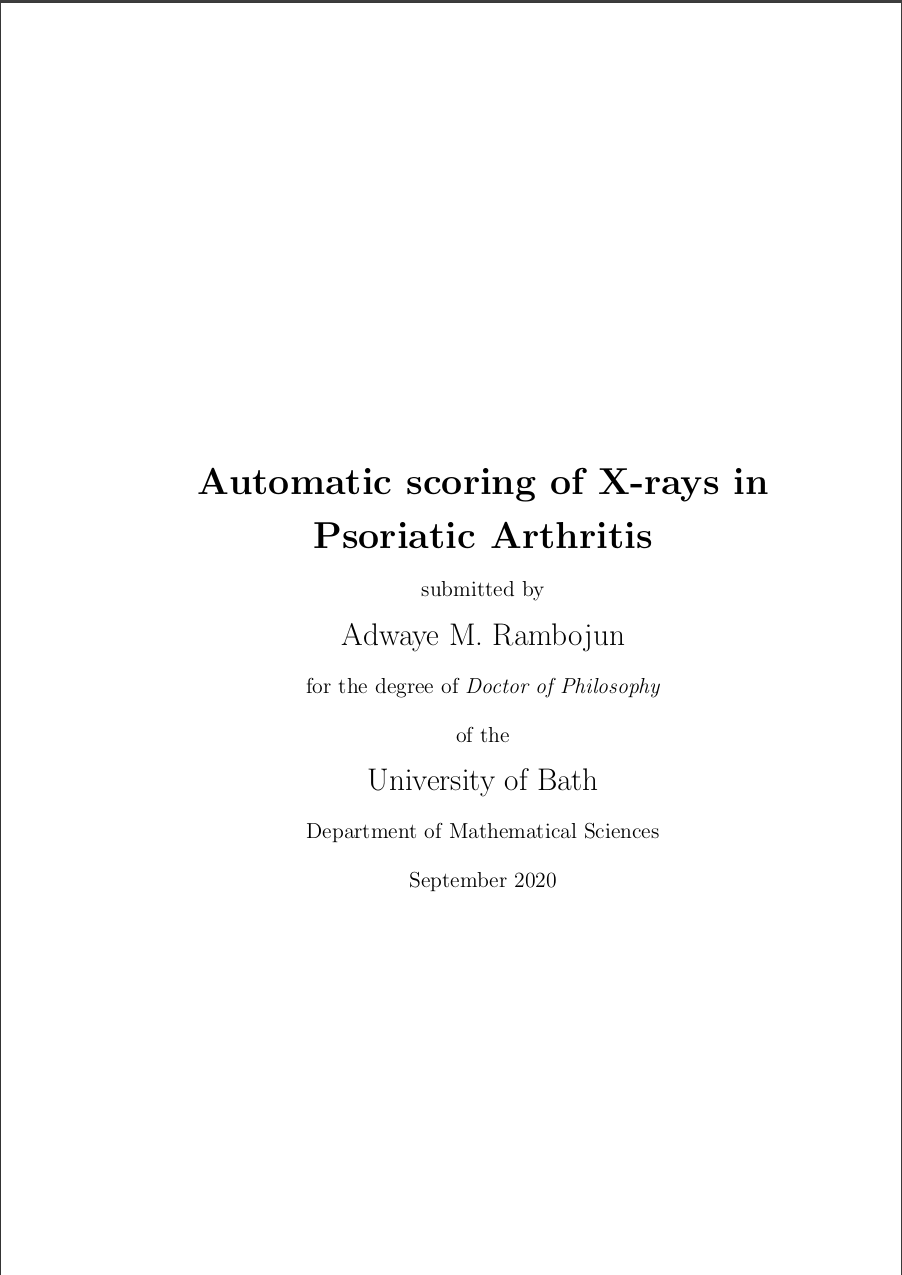 Automatic scoring of X-rays in
Psoriatic Arthritis
submitted by
Adwaye M. Rambojun
for the degree of Doctor of Philosophy
of the
University of Bath
Department of Mathematical Sciences
September 2020